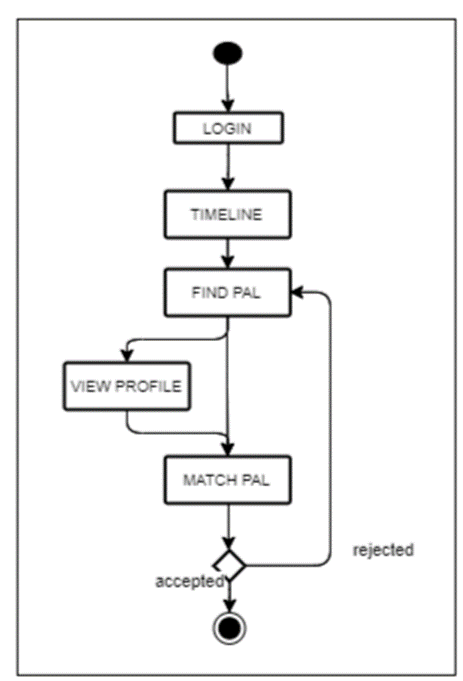 LOGIN
TIMELINE
FIND PAL
VIEW PROFILE
MATCH PAL
rejected
accepted